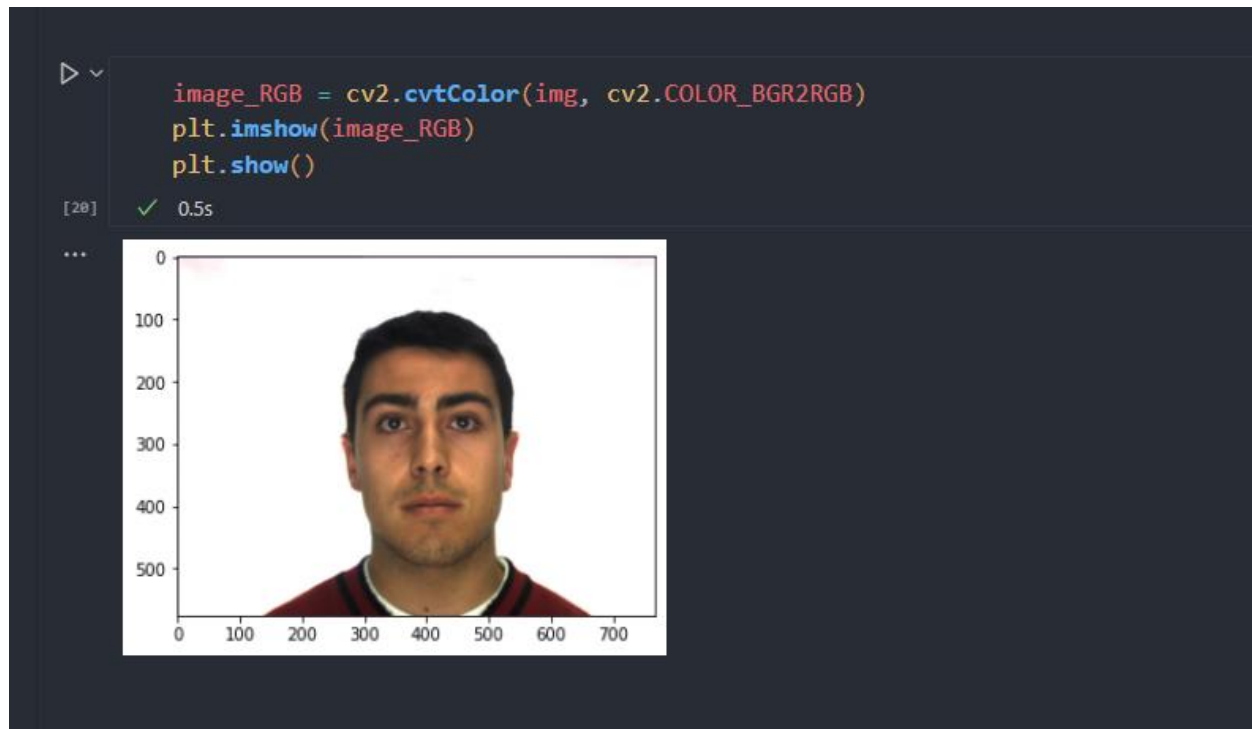 image_RGB = cv2.cvtColor(img, cv2.COLOR_BGR2RGB)
plt.imshow(image_RGB)
plt.show()
[20] ✓ 0.5s
...
0
100
200
300
400
500
0 100 200 300 400 500 600 700